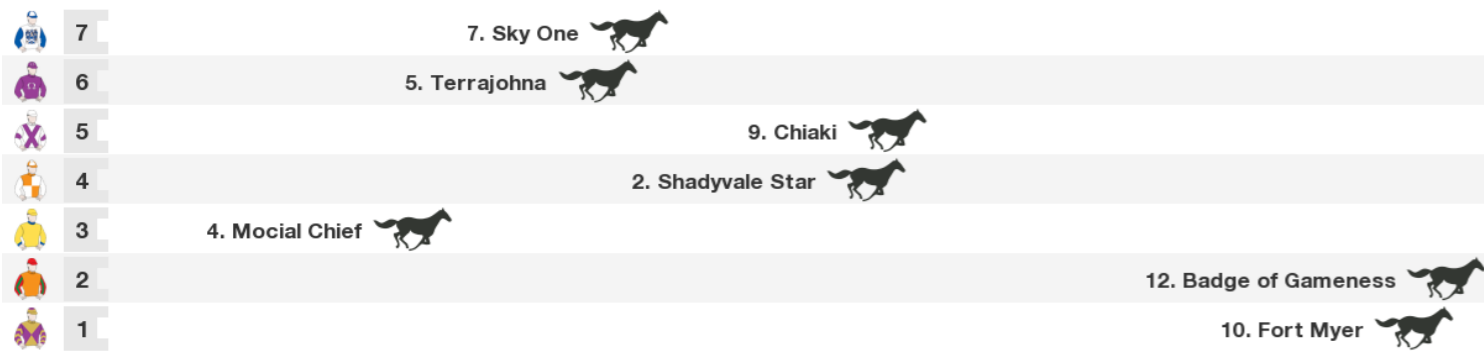 7 7. Sky One
6 5. Terrajohna
5 9. Chiaki
4 2. Shadyvale Star
3 4. Mocial Chief
2 12. Badge of Gameness
1 10. Fort Myer